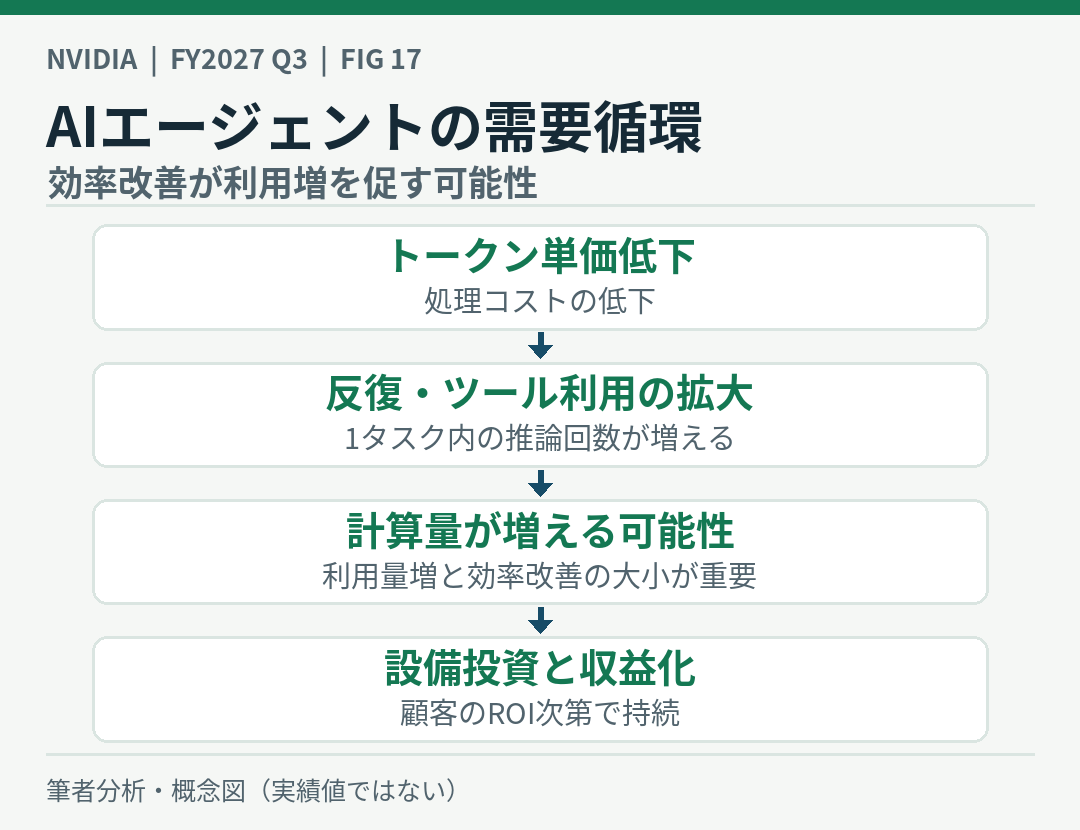 NVIDIA | FY2027 Q3 | FIG 17
AIエージェントの需要循環
効率改善が利用増を促す可能性
トークン単価低下
処理コストの低下
反復・ツール利用の拡大
1タスク内の推論回数が増える
計算量が増える可能性
利用量増と効率改善の大小が重要
設備投資と収益化
顧客のROI次第で持続
筆者分析・概念図（実績値ではない）